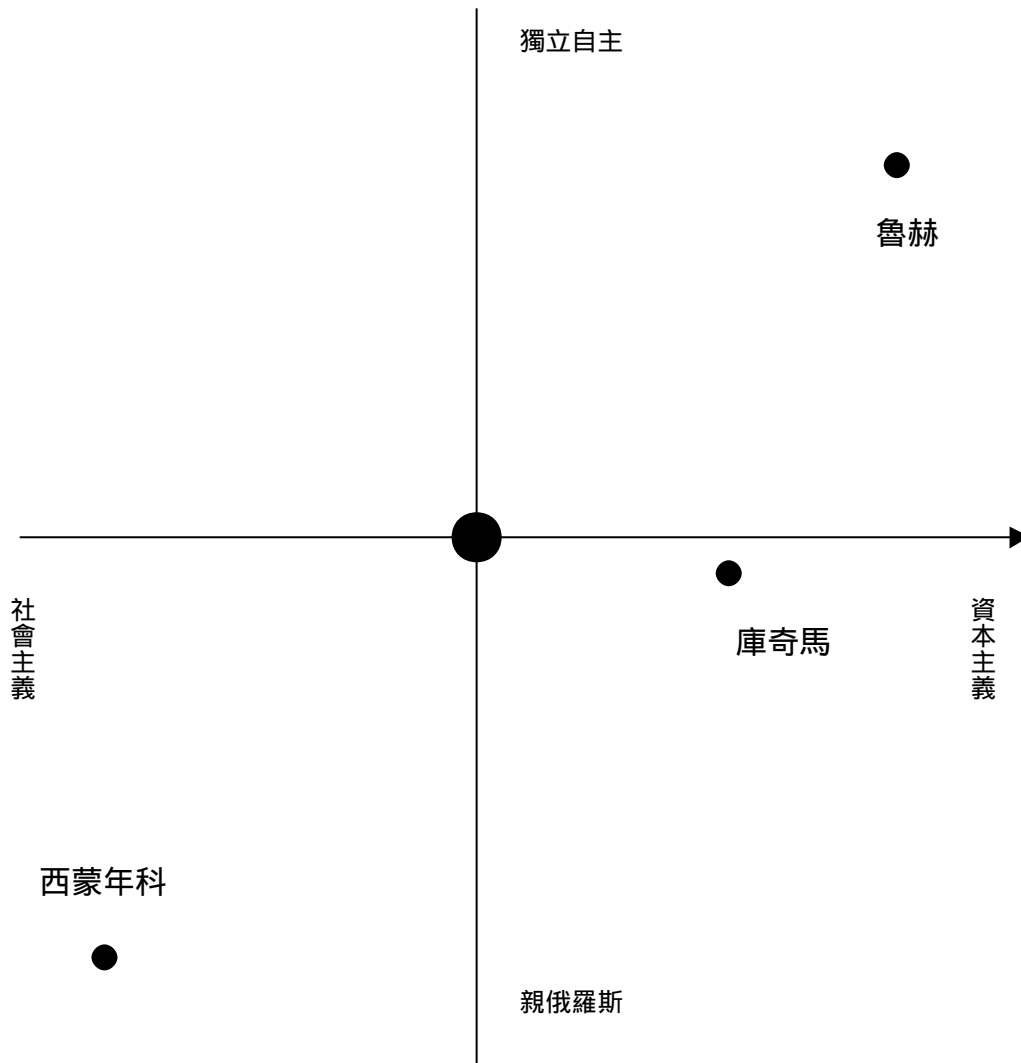 獨立自主
魯赫
社會主義
資本主義
庫奇馬
西蒙年科
親俄羅斯